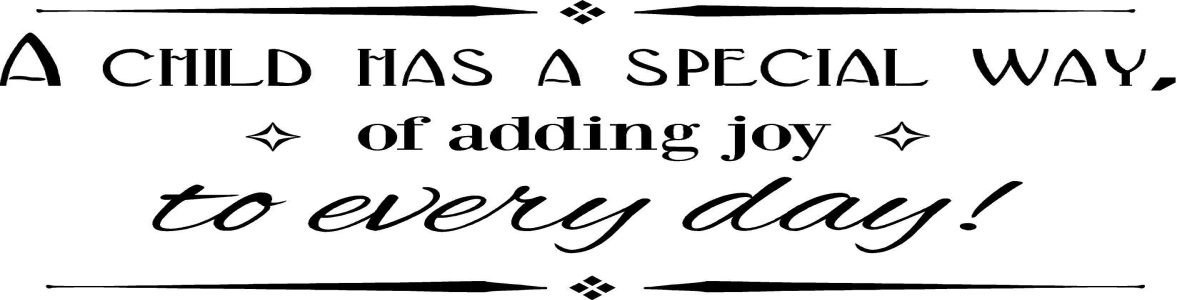 A CHILD HAS A SPECIAL WAY,
of adding joy
to every day!